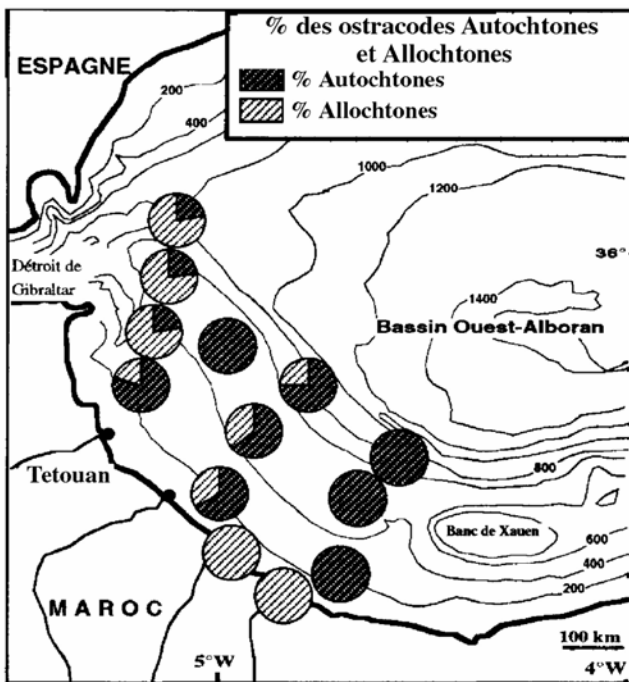 % des ostracodes Autochtones
et Allochtones
% Autochtones
% Allochtones
ESPAGNE
200
400
1000
1200
36°
Détroit de
Gibraltar
1400
Bassin Ouest-Alboran
Tetouan
800
Banc de Xauen
600
400
200
MAROC
100 km
5°W
4°W